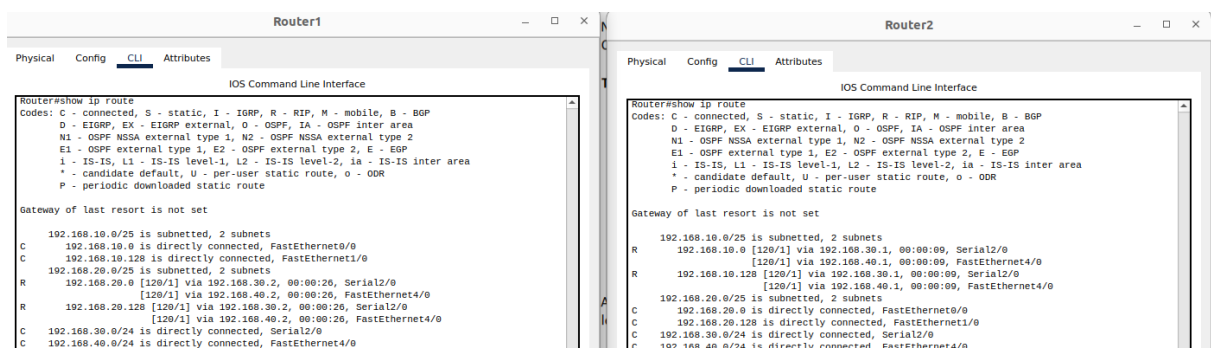 Router1
Physical Config CLI Attributes
IOS Command Line Interface
Router#show ip route
Codes: C - connected, S - static, I - IGRP, R - RIP, M - mobile, B - BGP
D - EIGRP, EX - EIGRP external, O - OSPF, IA - OSPF inter area
N1 - OSPF NSSA external type 1, N2 - OSPF NSSA external type 2
E1 - OSPF external type 1, E2 - OSPF external type 2, E - EGP
i - IS-IS, L1 - IS-IS level-1, L2 - IS-IS level-2, ia - IS-IS inter area
* - candidate default, U - per-user static route, o - ODR
P - periodic downloaded static route
Gateway of last resort is not set
192.168.10.0/25 is subnetted, 2 subnets
C 192.168.10.0 is directly connected, FastEthernet0/0
C 192.168.10.128 is directly connected, FastEthernet1/0
192.168.20.0/25 is subnetted, 2 subnets
R 192.168.20.0 [120/1] via 192.168.30.2, 00:00:26, Serial2/0
[120/1] via 192.168.40.2, 00:00:26, FastEthernet4/0
R 192.168.20.128 [120/1] via 192.168.30.2, 00:00:26, Serial2/0
[120/1] via 192.168.40.2, 00:00:26, FastEthernet4/0
C 192.168.30.0/24 is directly connected, Serial2/0
C 192.168.40.0/24 is directly connected, FastEthernet4/0
Router2
Physical Config CLI Attributes
IOS Command Line Interface
Router#show ip route
Codes: C - connected, S - static, I - IGRP, R - RIP, M - mobile, B - BGP
D - EIGRP, EX - EIGRP external, O - OSPF, IA - OSPF inter area
N1 - OSPF NSSA external type 1, N2 - OSPF NSSA external type 2
E1 - OSPF external type 1, E2 - OSPF external type 2, E - EGP
i - IS-IS, L1 - IS-IS level-1, L2 - IS-IS level-2, ia - IS-IS inter area
* - candidate default, U - per-user static route, o - ODR
P - periodic downloaded static route
Gateway of last resort is not set
192.168.10.0/25 is subnetted, 2 subnets
R 192.168.10.0 [120/1] via 192.168.30.1, 00:00:09, Serial2/0
[120/1] via 192.168.40.1, 00:00:09, FastEthernet4/0
R 192.168.10.128 [120/1] via 192.168.30.1, 00:00:09, Serial2/0
[120/1] via 192.168.40.1, 00:00:09, FastEthernet4/0
192.168.20.0/25 is subnetted, 2 subnets
C 192.168.20.0 is directly connected, FastEthernet0/0
C 192.168.20.128 is directly connected, FastEthernet1/0
C 192.168.30.0/24 is directly connected, Serial2/0
C 192.168.40.0/24 is directly connected, FastEthernet4/0